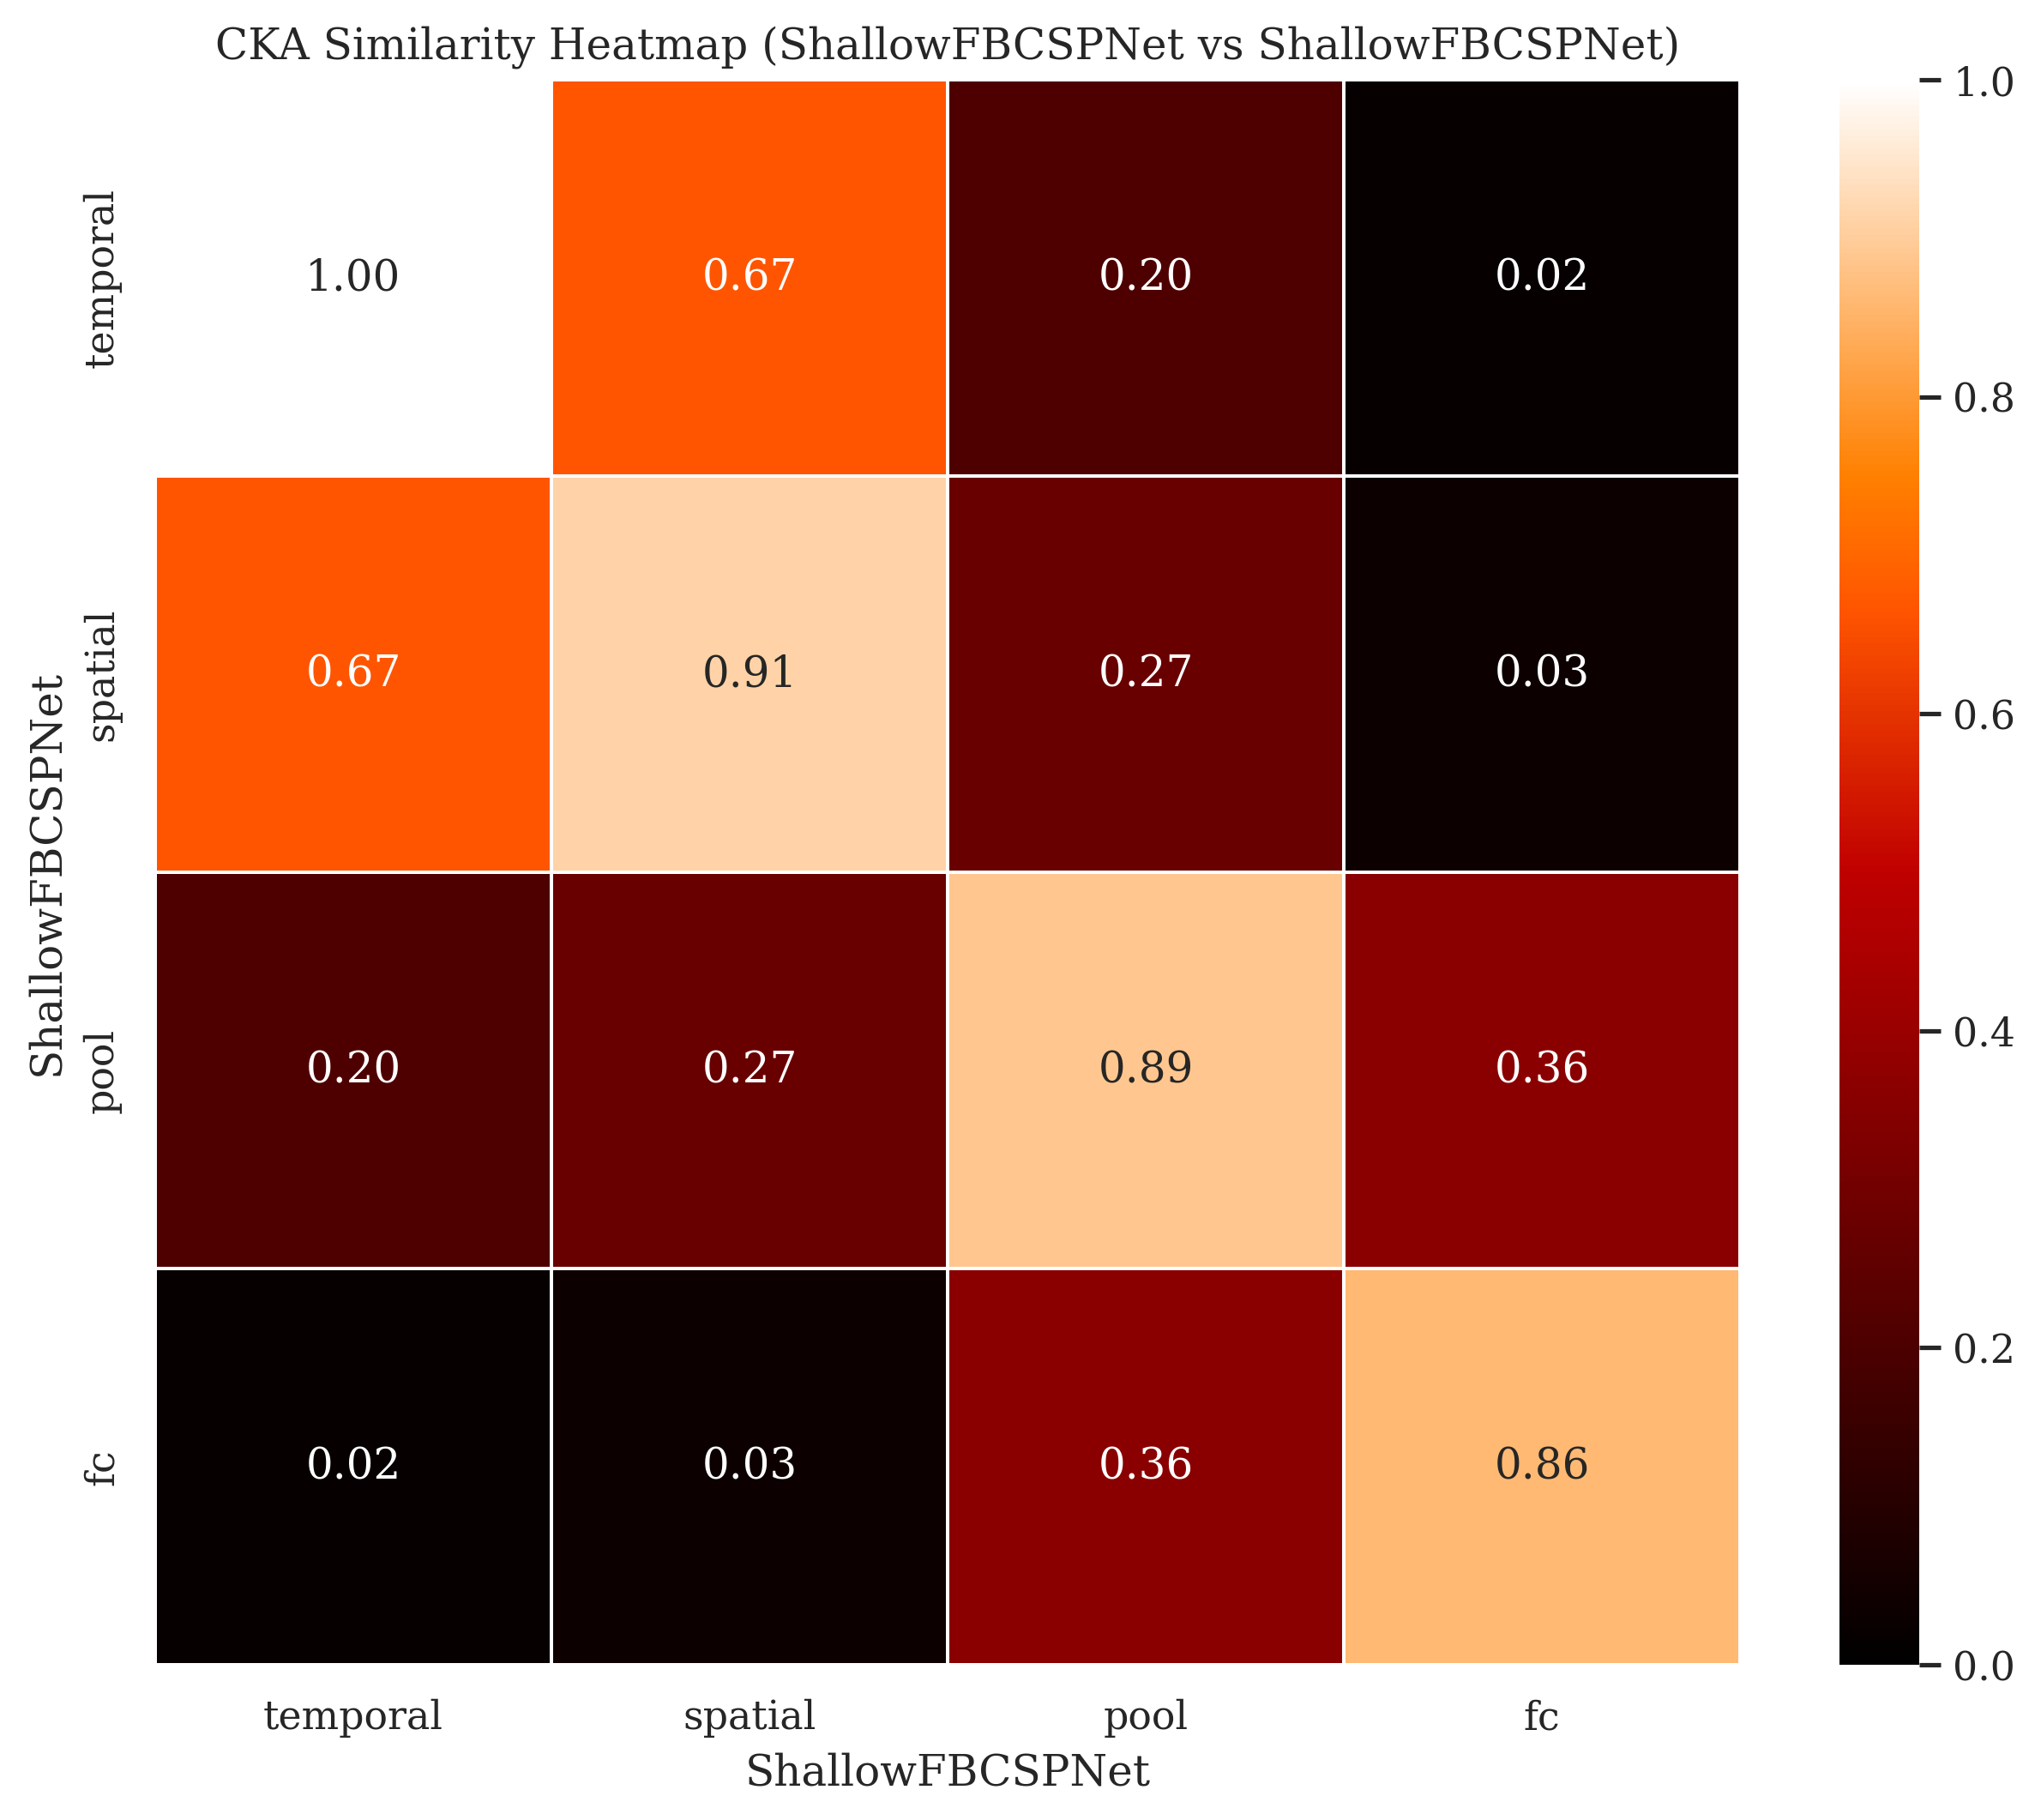 CKA Similarity Heatmap (ShallowFBCSPNet vs ShallowFBCSPNet)
ShallowFBCSPNet
temporal 1.00 0.67 0.20 0.02
spatial 0.67 0.91 0.27 0.03
pool 0.20 0.27 0.89 0.36
fc 0.02 0.03 0.36 0.86
temporal spatial pool fc
ShallowFBCSPNet
1.0
0.8
0.6
0.4
0.2
0.0